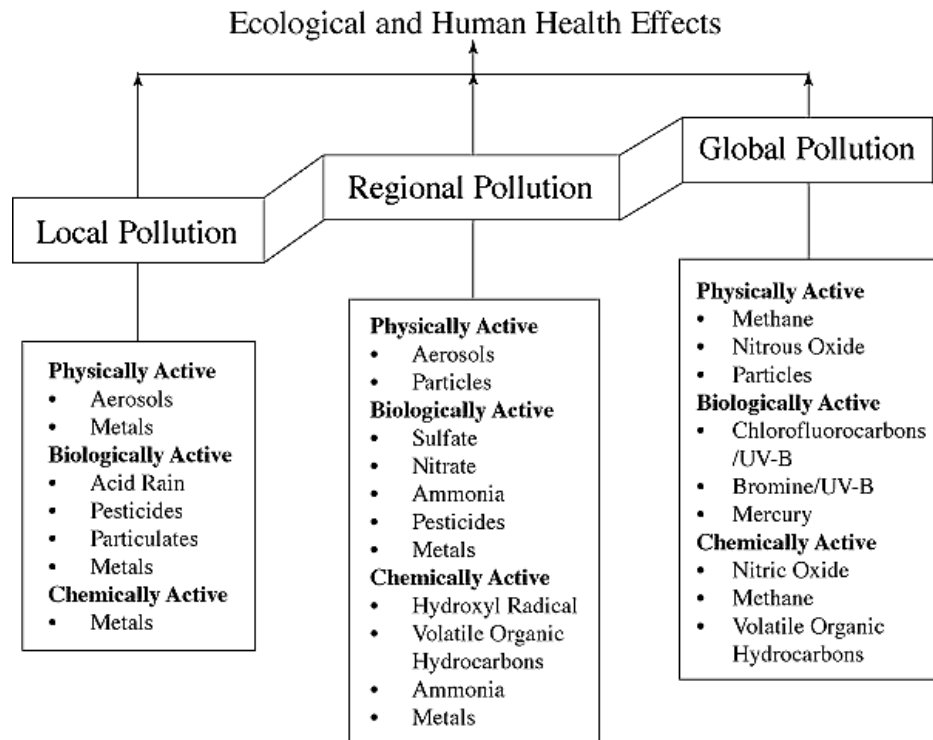 Ecological and Human Health Effects
Local Pollution
Regional Pollution
Global Pollution
Physically Active
• Aerosols
• Metals
Biologically Active
• Acid Rain
• Pesticides
• Particulates
• Metals
Chemically Active
• Metals
Physically Active
• Aerosols
• Particles
Biologically Active
• Sulfate
• Nitrate
• Ammonia
• Pesticides
• Metals
Chemically Active
• Hydroxyl Radical
• Volatile Organic
Hydrocarbons
• Ammonia
• Metals
Physically Active
• Methane
• Nitrous Oxide
• Particles
Biologically Active
• Chlorofluorocarbons
/UV-B
• Bromine/UV-B
• Mercury
Chemically Active
• Nitric Oxide
• Methane
• Volatile Organic
Hydrocarbons